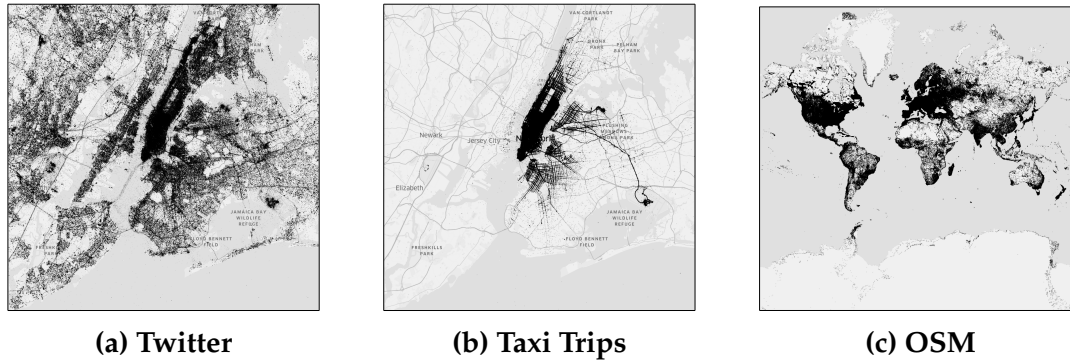 VAN CORTLANDT
PARK
BRONX
PARK
PELHAM
BAY PARK
Newark
Jersey City
FLUSHING
MEADOWS
CORONA PARK
Elizabeth
JAMAICA BAY
WILDLIFE
REFUGE
JAMAICA BAY
WILDLIFE
REFUGE
FLOYD BENNETT
FIELD
FLOYD BENNETT
FIELD
FRESHKILLS
PARK
(a) Twitter
(b) Taxi Trips
(c) OSM